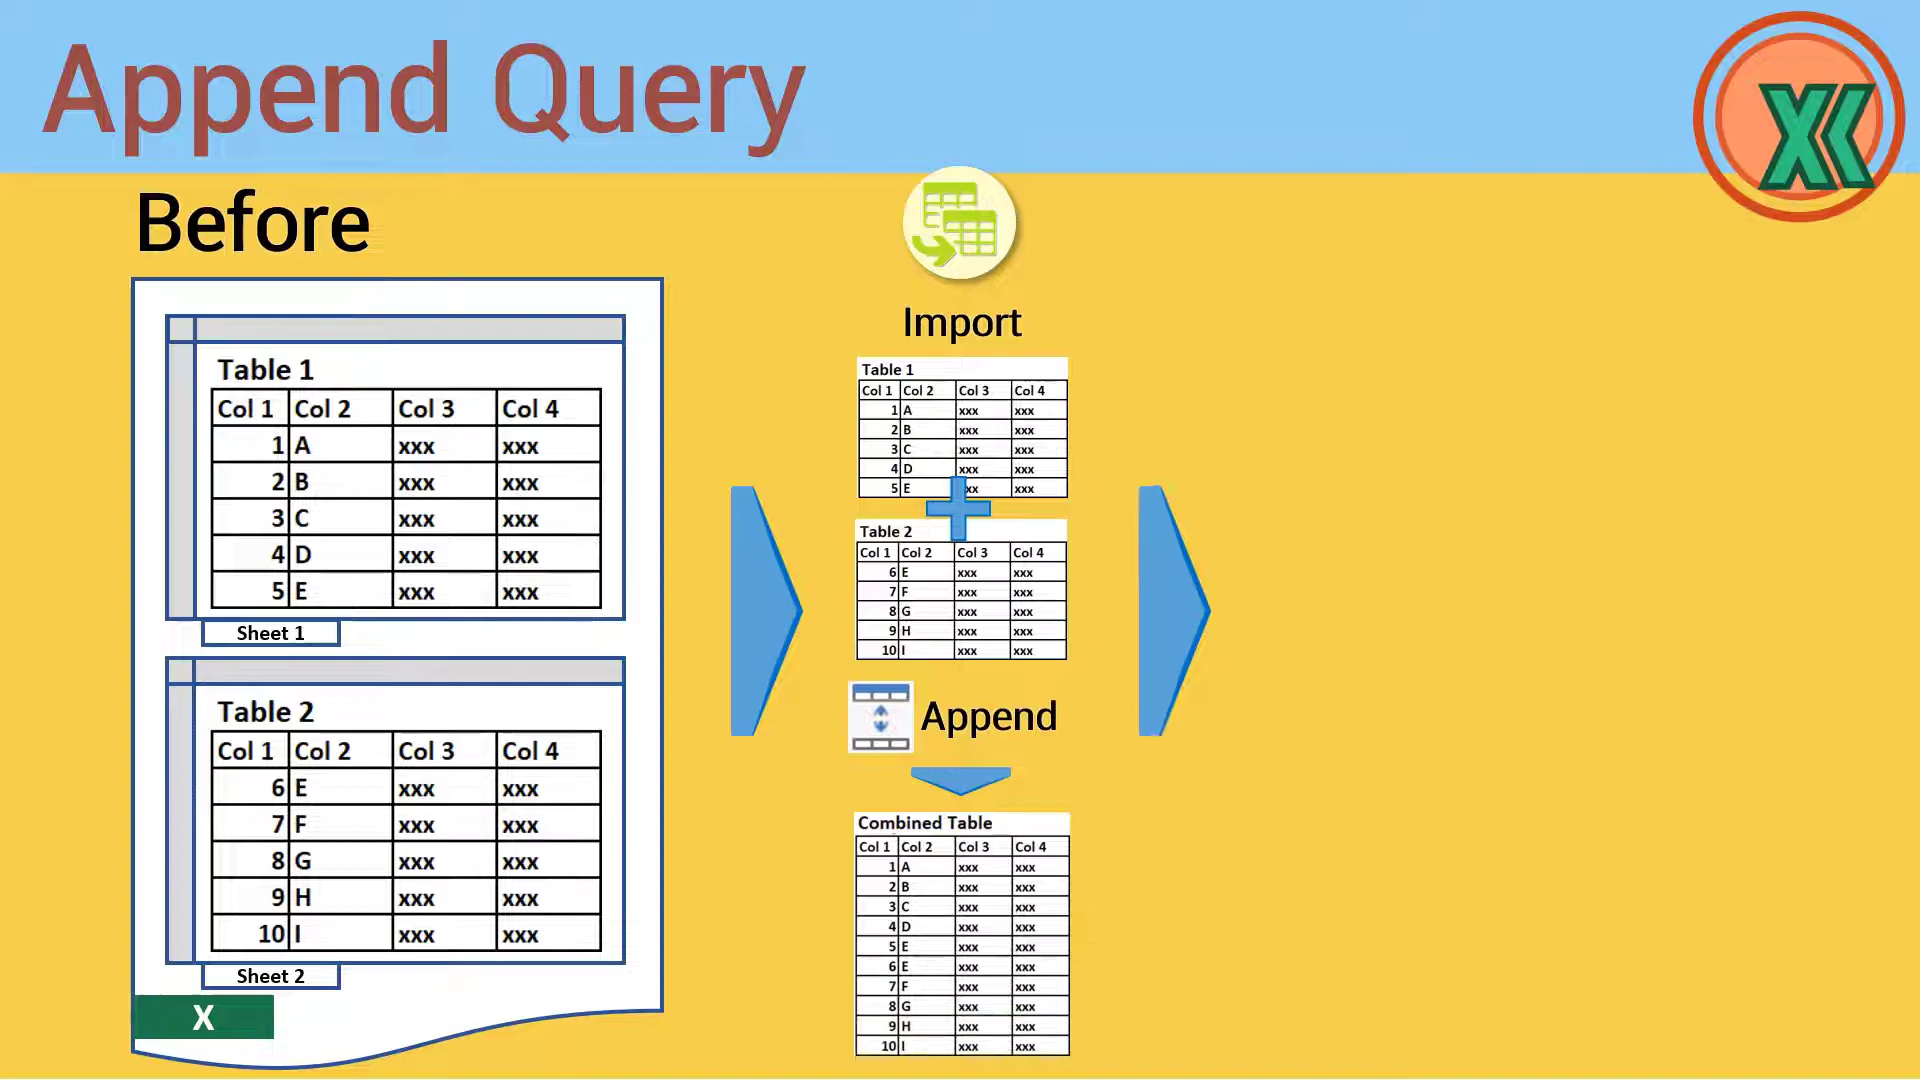 Append Query
Before
Table 1
Col 1 Col 2 Col 3 Col 4
1 A xxx xxx
2 B xxx xxx
3 C xxx xxx
4 D xxx xxx
5 E xxx xxx
Sheet 1
Table 2
Col 1 Col 2 Col 3 Col 4
6 E xxx xxx
7 F xxx xxx
8 G xxx xxx
9 H xxx xxx
10 I xxx xxx
Sheet 2
X
Import
Table 1
Col 1 Col 2 Col 3 Col 4
1 A xxx xxx
2 B xxx xxx
3 C xxx xxx
4 D xxx xxx
5 E xx xxx
Table 2
Col 1 Col 2 Col 3 Col 4
6 E xxx xxx
7 F xxx xxx
8 G xxx xxx
9 H xxx xxx
10 I xxx xxx
Append
Combined Table
Col 1 Col 2 Col 3 Col 4
1 A xxx xxx
2 B xxx xxx
3 C xxx xxx
4 D xxx xxx
5 E xxx xxx
6 E xxx xxx
7 F xxx xxx
8 G xxx xxx
9 H xxx xxx
10 I xxx xxx